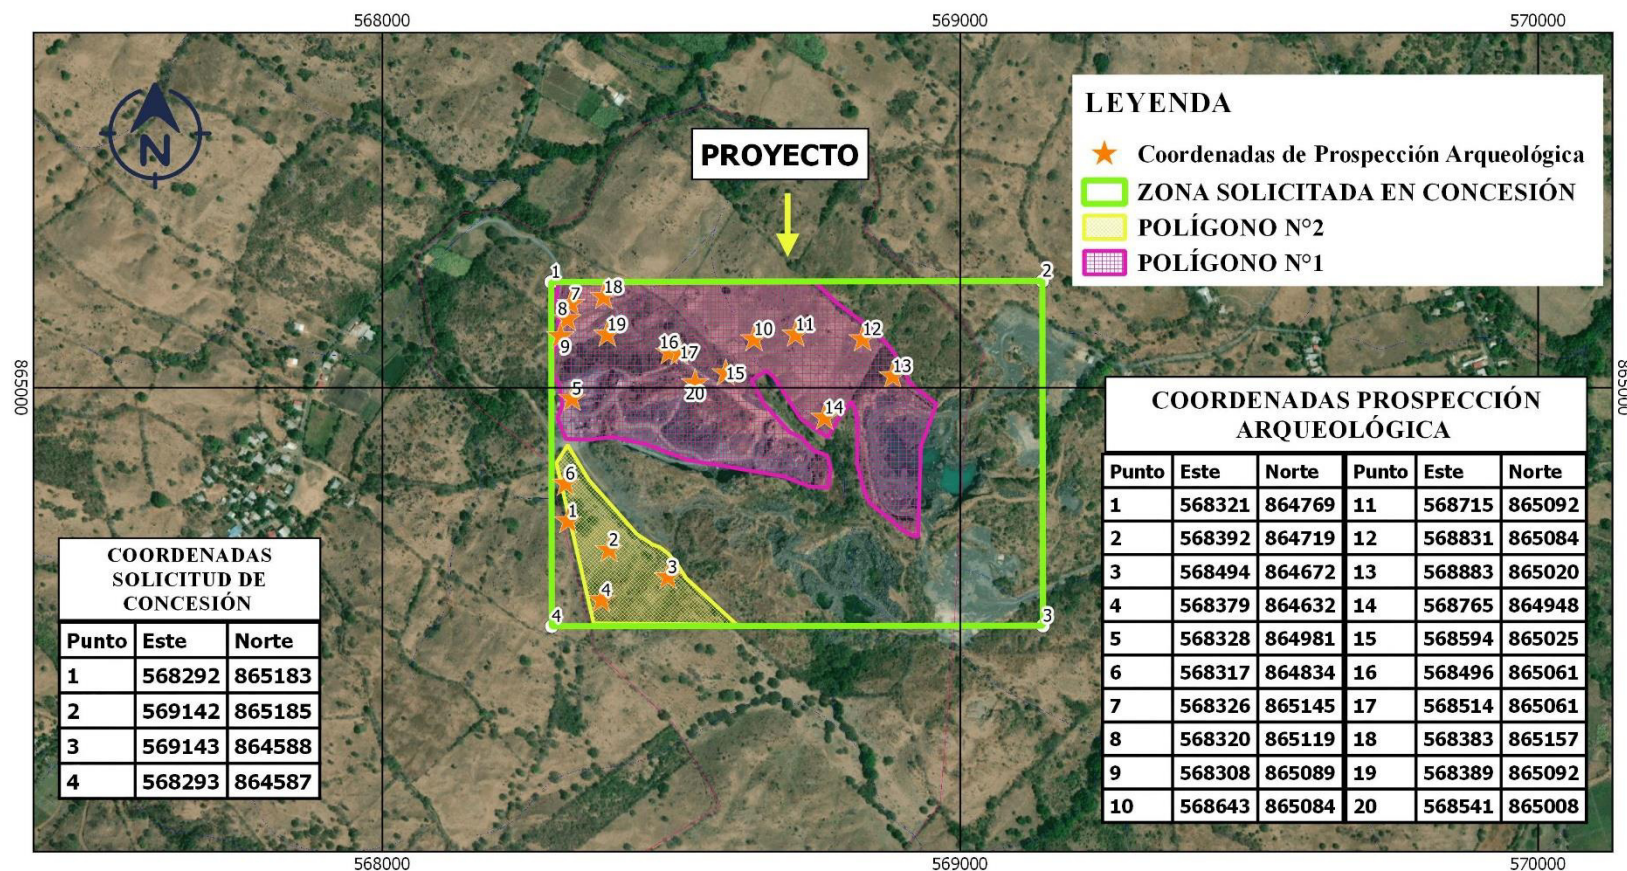 568000 569000 570000
N
PROYECTO
LEYENDA
Coordenadas de Prospección Arqueológica
ZONA SOLICITADA EN CONCESIÓN
POLÍGONO N°2
POLÍGONO N°1
1 2
7 18
8
9 19 16 17 10 11 12
15 13
20
5 14
6
1
2
3
4
4 3
865000 865000
COORDENADAS
SOLICITUD DE
CONCESIÓN
Punto Este Norte
1 568292 865183
2 569142 865185
3 569143 864588
4 568293 864587
COORDENADAS PROSPECCIÓN
ARQUEOLÓGICA
Punto Este Norte Punto Este Norte
1 568321 864769 11 568715 865092
2 568392 864719 12 568831 865084
3 568494 864672 13 568883 865020
4 568379 864632 14 568765 864948
5 568328 864981 15 568594 865025
6 568317 864834 16 568496 865061
7 568326 865145 17 568514 865061
8 568320 865119 18 568383 865157
9 568308 865089 19 568389 865092
10 568643 865084 20 568541 865008
568000 569000 570000